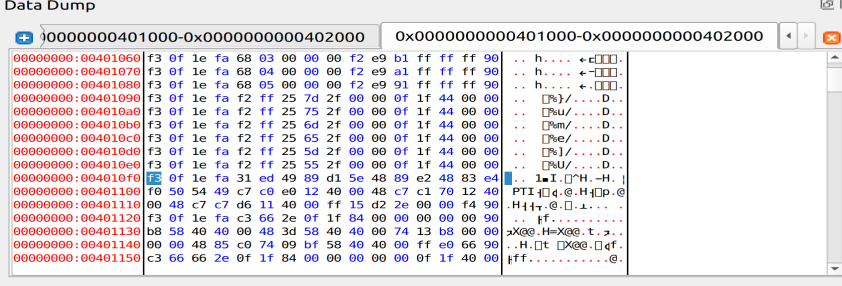 Data Dump
0000000000401000-0x0000000000402000 0x0000000000401000-0x0000000000402000
00000000:00401060 f3 0f 1e fa 68 03 00 00 00 f2 e9 b1 ff ff ff 90 .. h....
00000000:00401070 f3 0f 1e fa 68 04 00 00 00 f2 e9 a1 ff ff ff 90 .. h....
00000000:00401080 f3 0f 1e fa 68 05 00 00 00 f2 e9 91 ff ff ff 90 .. h....
00000000:00401090 f3 0f 1e fa f2 ff 25 7d 2f 00 00 0f 1f 44 00 00 .. %}/....D..
00000000:004010a0 f3 0f 1e fa f2 ff 25 75 2f 00 00 0f 1f 44 00 00 .. %u/....D..
00000000:004010b0 f3 0f 1e fa f2 ff 25 6d 2f 00 00 0f 1f 44 00 00 .. %m/....D..
00000000:004010c0 f3 0f 1e fa f2 ff 25 65 2f 00 00 0f 1f 44 00 00 .. %e/....D..
00000000:004010d0 f3 0f 1e fa f2 ff 25 5d 2f 00 00 0f 1f 44 00 00 .. %]/....D..
00000000:004010e0 f3 0f 1e fa f2 ff 25 55 2f 00 00 0f 1f 44 00 00 .. %U/....D..
00000000:004010f0 f3 0f 1e fa 31 ed 49 89 d1 5e 48 89 e2 48 83 e4
00000000:00401100 f0 50 54 49 c7 c0 e0 12 40 00 48 c7 c1 70 12 40
00000000:00401110 00 48 c7 c7 d6 11 40 00 ff 15 d2 2e 00 00 f4 90
00000000:00401120 f3 0f 1e fa c3 66 2e 0f 1f 84 00 00 00 00 00 90
00000000:00401130 b8 58 40 40 00 48 3d 58 40 40 00 74 13 b8 00 00
00000000:00401140 00 00 48 85 c0 74 09 bf 58 40 40 00 ff e0 66 90
00000000:00401150 c3 66 66 2e 0f 1f 84 00 00 00 00 00 0f 1f 40 00